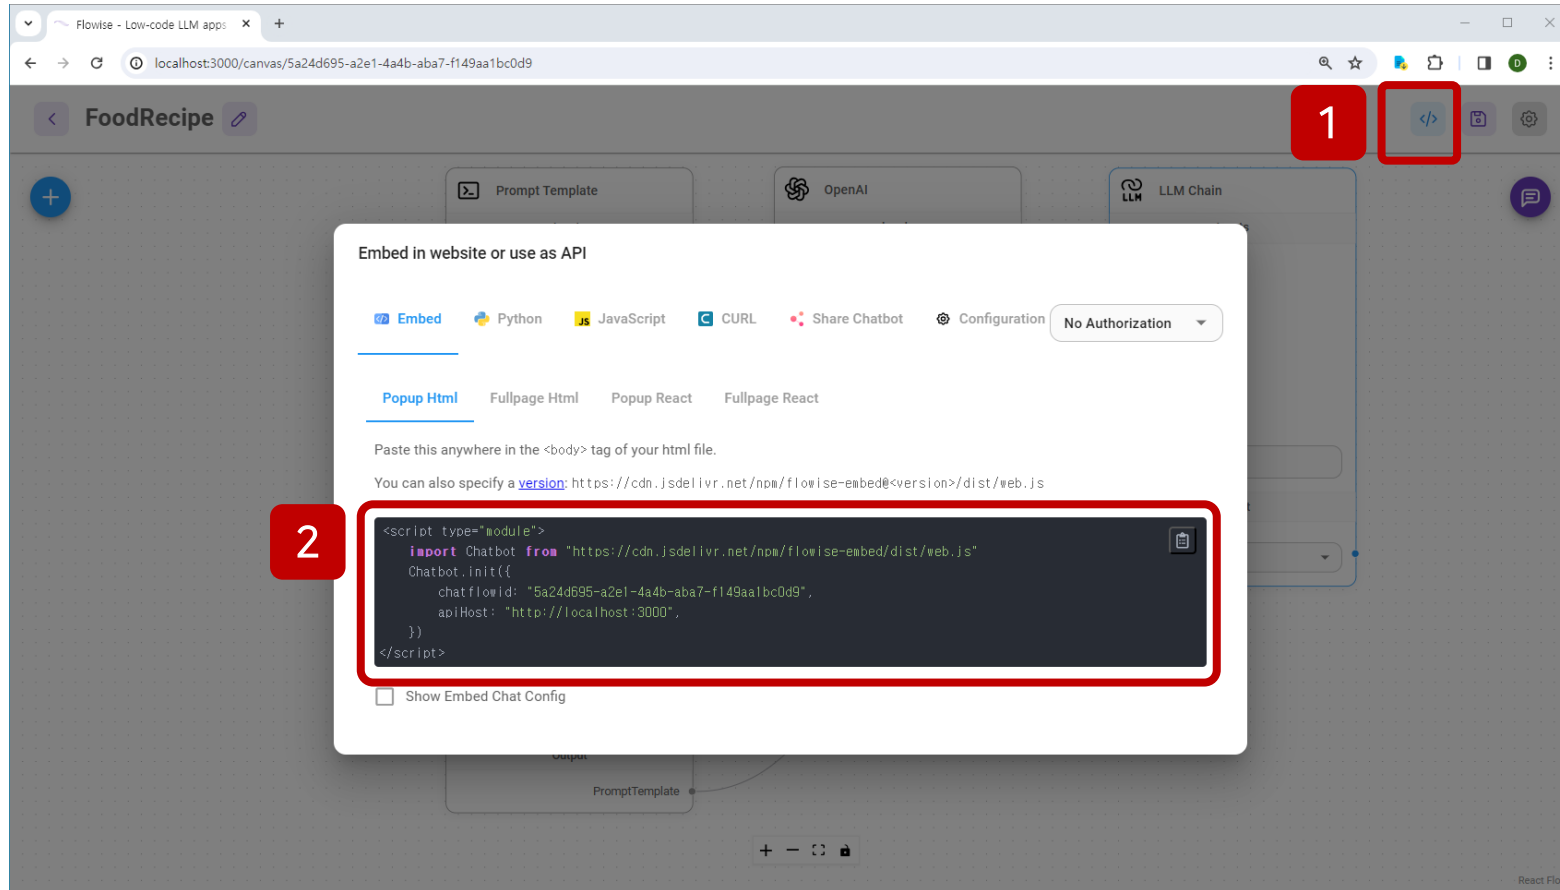 Flowise - Low-code LLM apps
localhost:3000/canvas/5a24d695-a2e1-4a4b-aba7-f149aa1bc0d9
D
FoodRecipe
1
</>
Prompt Template
OpenAI
LLM Chain
LLM
Embed in website or use as API
Embed
Python
JS JavaScript
C CURL
Share Chatbot
Configuration
No Authorization
Popup Html
Fullpage Html
Popup React
Fullpage React
Paste this anywhere in the <body> tag of your html file.
You can also specify a version: https://cdn.jsdelivr.net/npm/flowise-embed@<version>/dist/web.js
2
<script type="module">
import Chatbot from "https://cdn.jsdelivr.net/npm/flowise-embed/dist/web.js"
Chatbot.init({
chatflowid: "5a24d695-a2e1-4a4b-aba7-f149aa1bc0d9",
apiHost: "http://localhost:3000",
})
</script>
Show Embed Chat Config
Output
PromptTemplate
React Flo